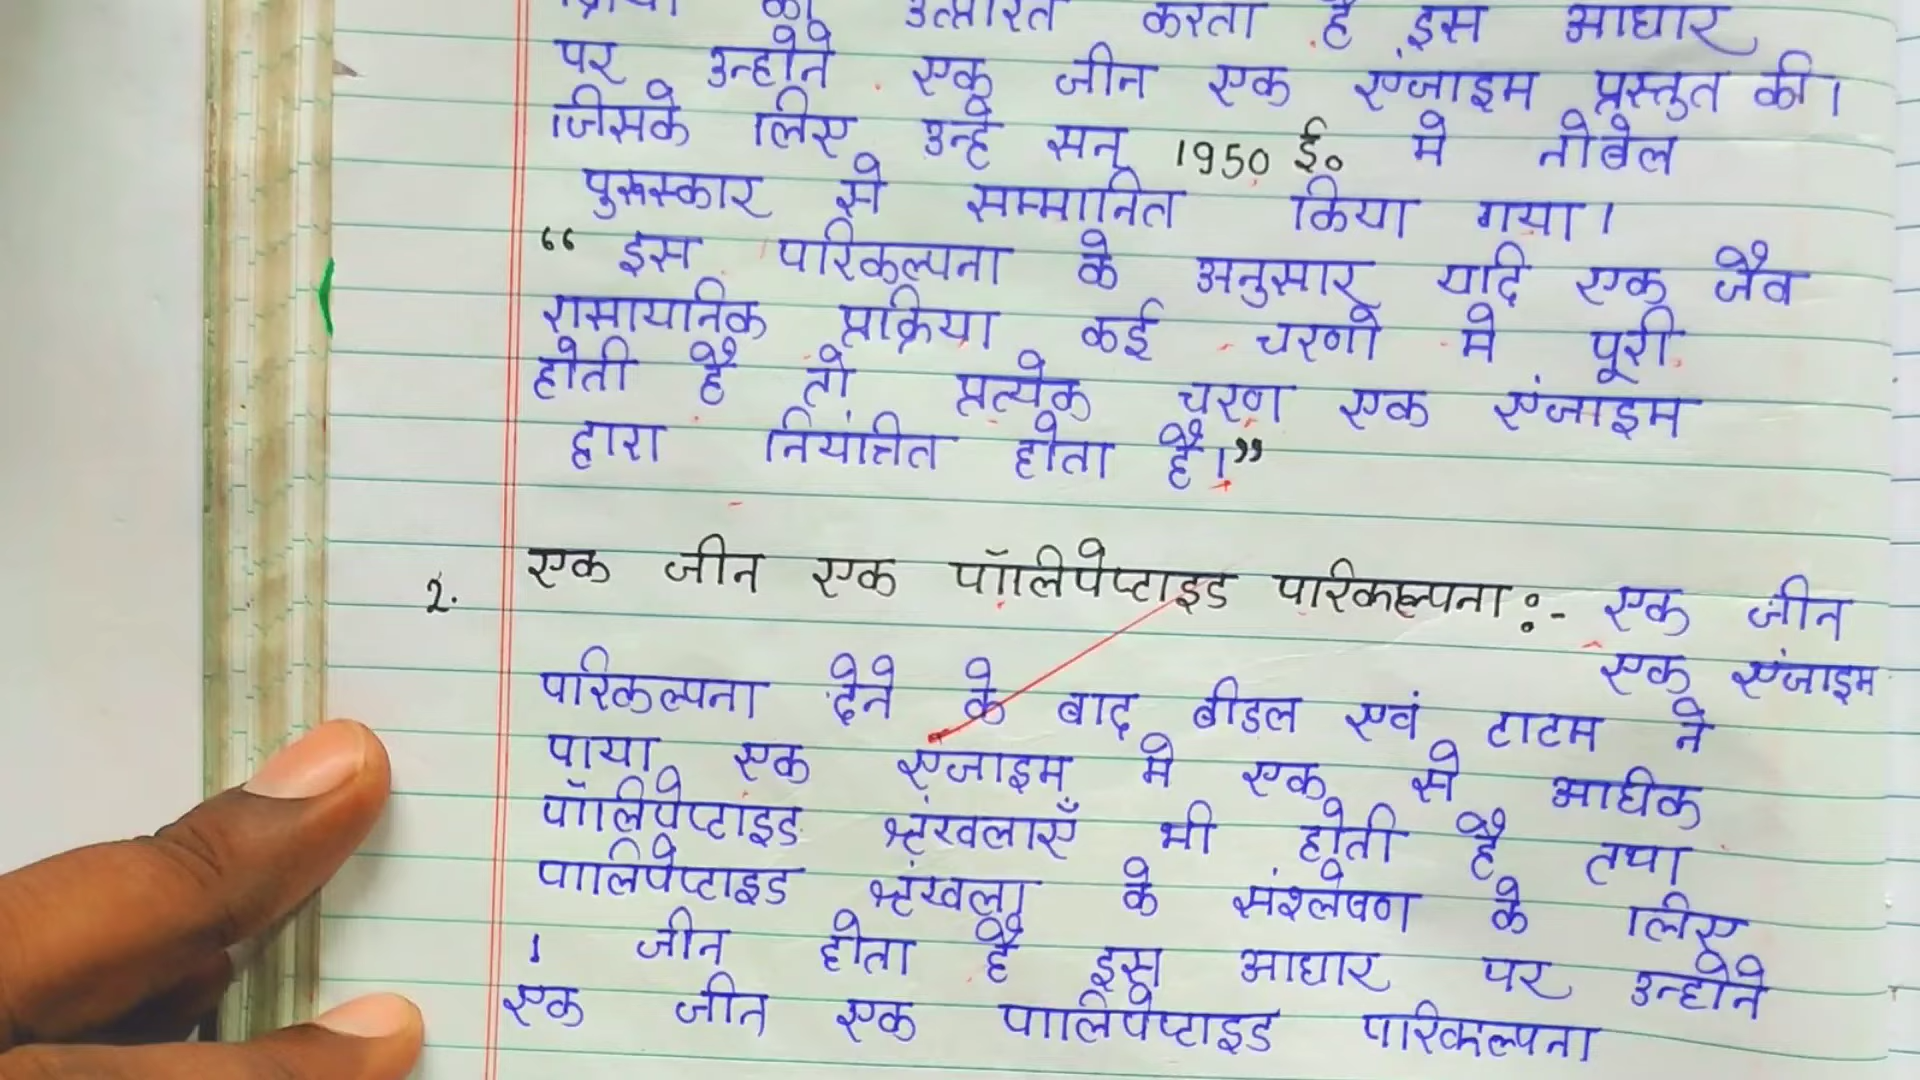 क्रिया को उत्प्रेरित करता है इस आधार
पर उन्होंने एक जीन एक एंजाइम प्रस्तुत की।
जिसके लिए उन्हे सन् 1950 ई० मे नोबेल
पुरूस्कार से सम्मानित किया गया।
“ इस परिकल्पना के अनुसार यदि एक जैव
रासायनिक प्रक्रिया कई चरणो मे पूरी
होती है तो प्रत्येक चरण एक एंजाइम
द्वारा नियंत्रित होता है।”
2. एक जीन एक पॉलिपेप्टाइड परिकल्पना :- एक जीन
एक एंजाइम
परिकल्पना देने के बाद बीडल एवं टाटम ने
पाया एक एंजाइम मे एक से अधिक
पॉलिपेप्टाइड श्रृंखलाएँ भी होती है तथा
पालिपेप्टाइड श्रृंखला के संश्लेषण के लिए
1 जीन होता है इस आधार पर उन्होने
एक जीन एक पालिपेप्टाइड परिकल्पना